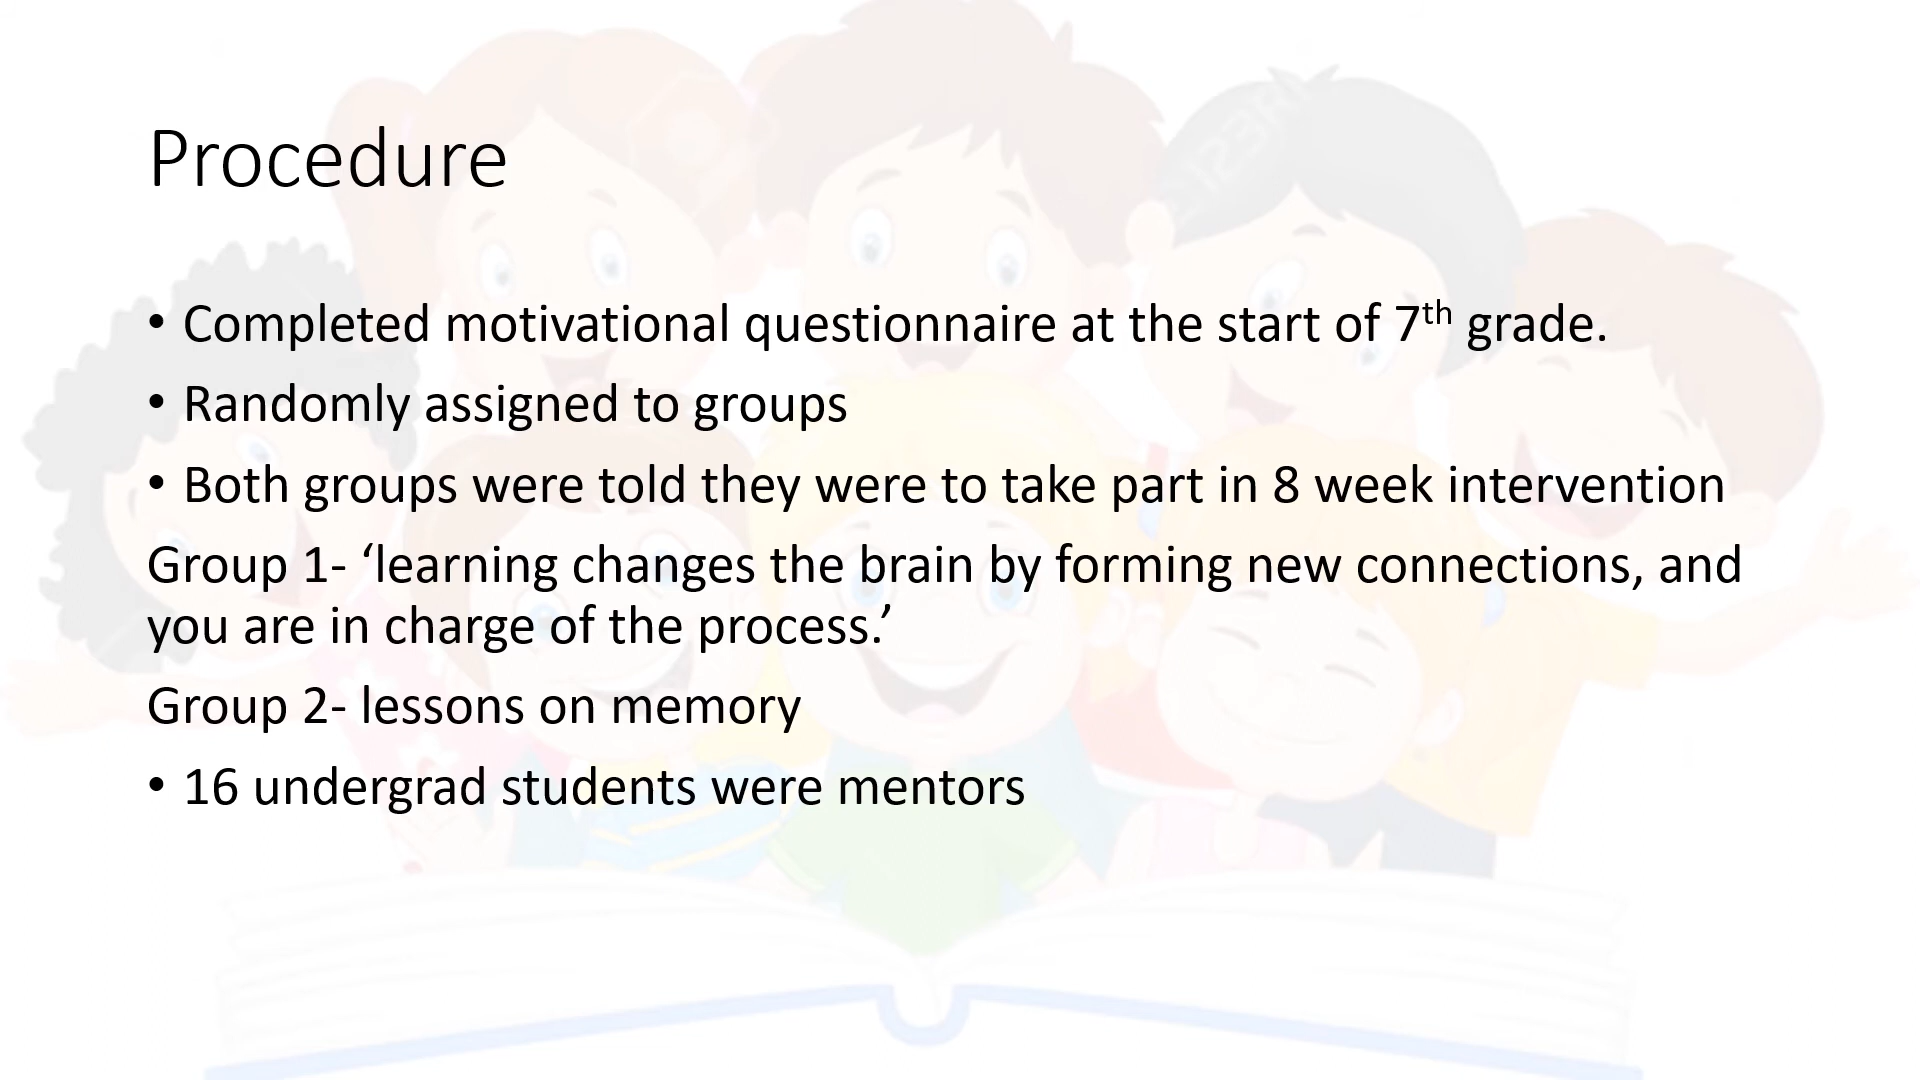 Procedure
• Completed motivational questionnaire at the start of 7th grade.
• Randomly assigned to groups
• Both groups were told they were to take part in 8 week intervention
Group 1- ‘learning changes the brain by forming new connections, and
you are in charge of the process.’
Group 2- lessons on memory
• 16 undergrad students were mentors